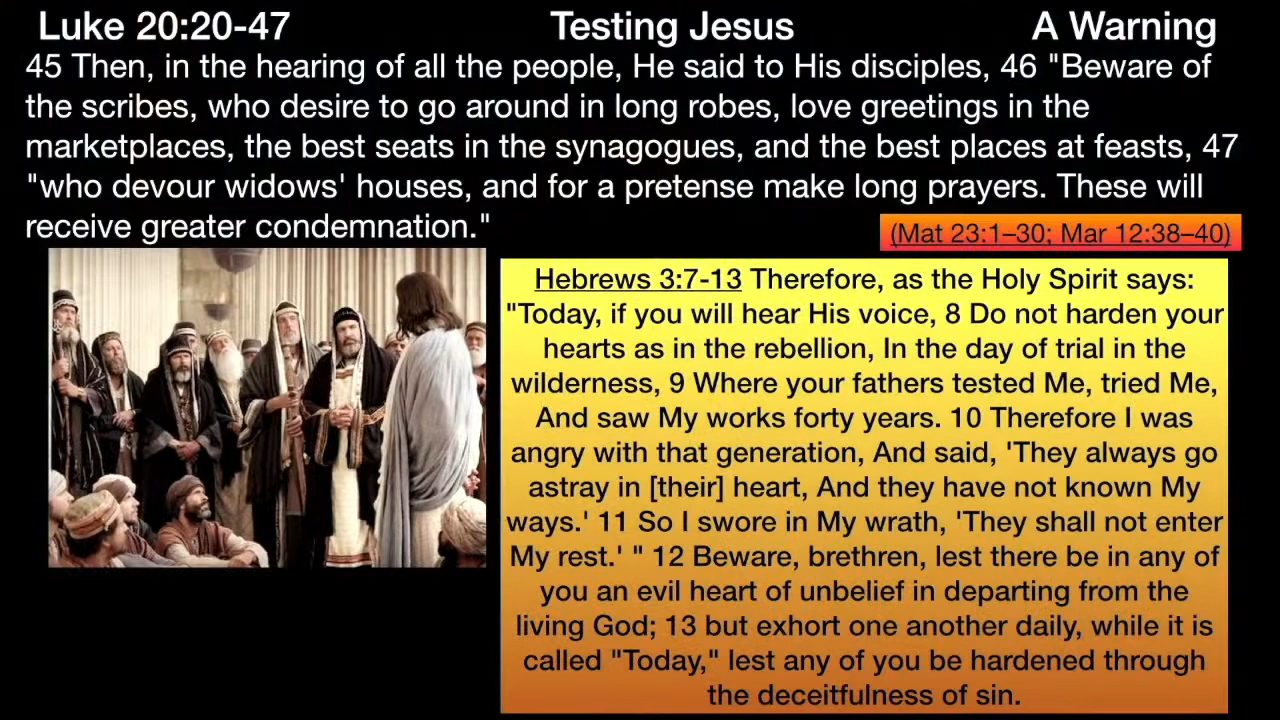 Luke 20:20-47 Testing Jesus A Warning
45 Then, in the hearing of all the people, He said to His disciples, 46 "Beware of
the scribes, who desire to go around in long robes, love greetings in the
marketplaces, the best seats in the synagogues, and the best places at feasts, 47
"who devour widows' houses, and for a pretense make long prayers. These will
receive greater condemnation."
(Mat 23:1–30; Mar 12:38–40)
Hebrews 3:7-13 Therefore, as the Holy Spirit says:
"Today, if you will hear His voice, 8 Do not harden your
hearts as in the rebellion, In the day of trial in the
wilderness, 9 Where your fathers tested Me, tried Me,
And saw My works forty years. 10 Therefore I was
angry with that generation, And said, 'They always go
astray in [their] heart, And they have not known My
ways.' 11 So I swore in My wrath, 'They shall not enter
My rest.' " 12 Beware, brethren, lest there be in any of
you an evil heart of unbelief in departing from the
living God; 13 but exhort one another daily, while it is
called "Today," lest any of you be hardened through
the deceitfulness of sin.